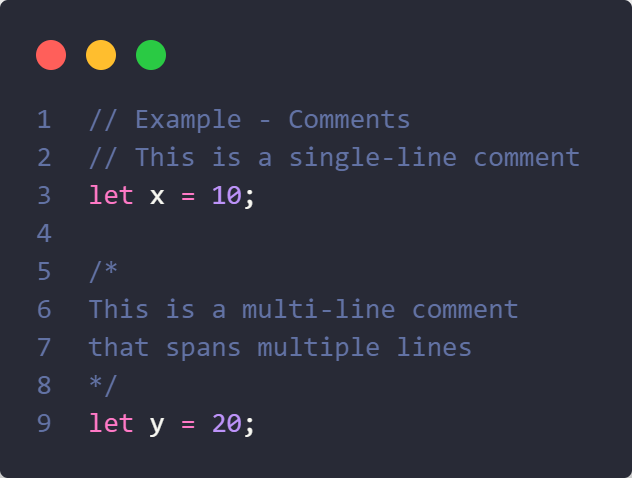 1 // Example - Comments
2 // This is a single-line comment
3 let x = 10;
4
5 /*
6 This is a multi-line comment
7 that spans multiple lines
8 */
9 let y = 20;